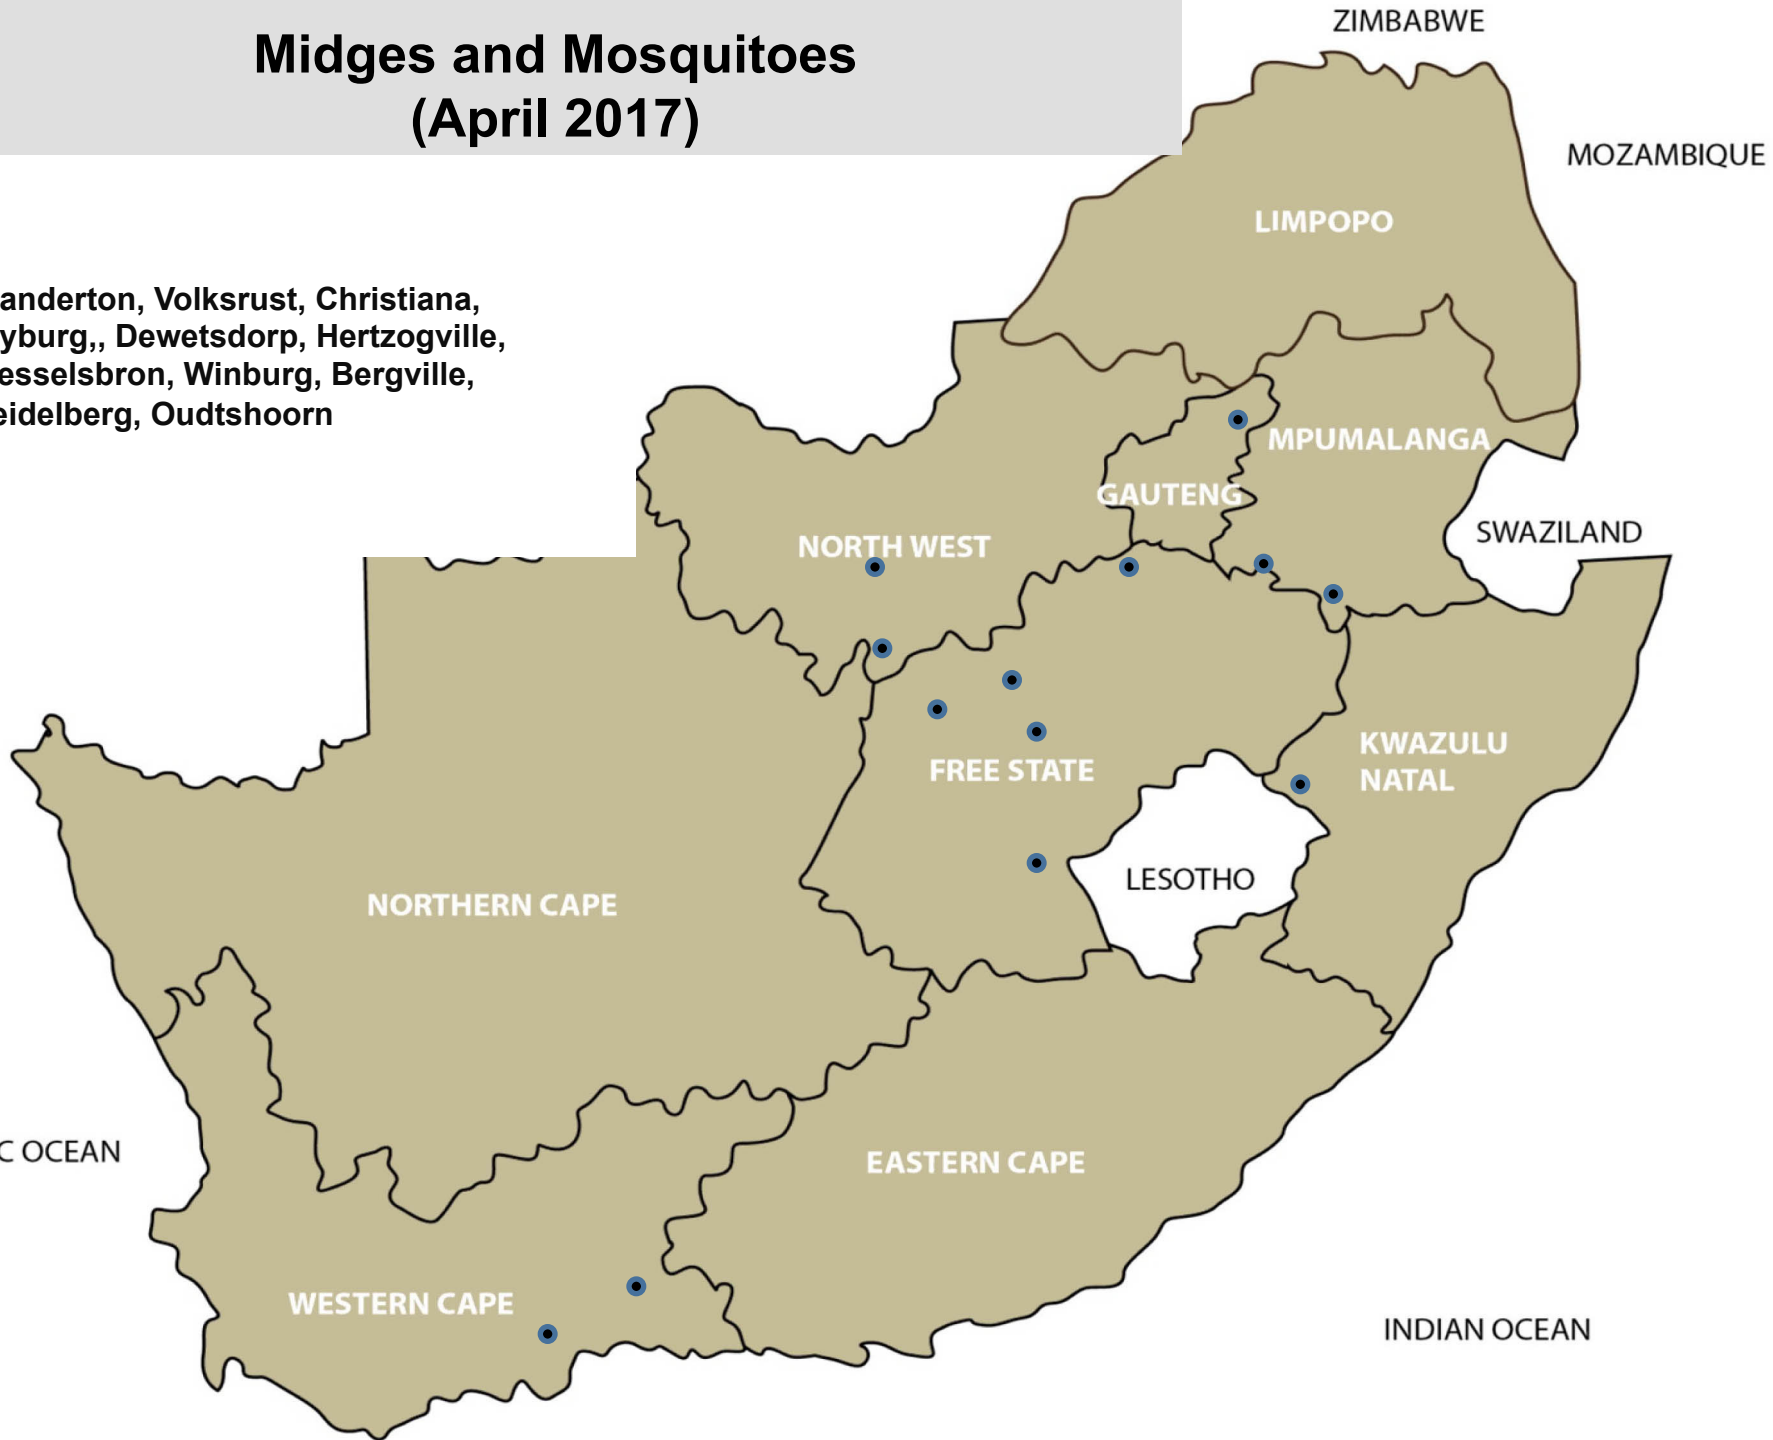 Midges and Mosquitoes
(April 2017)
ZIMBABWE
MOZAMBIQUE
LIMPOPO
anderton, Volksrust, Christiana,
yburg,, Dewetsdorp, Hertzogville,
esselsbron, Winburg, Bergville,
eidelberg, Oudtshoorn
MPUMALANGA
GAUTENG
SWAZILAND
NORTH WEST
KWAZULU
NATAL
FREE STATE
LESOTHO
NORTHERN CAPE
C OCEAN
EASTERN CAPE
WESTERN CAPE
INDIAN OCEAN